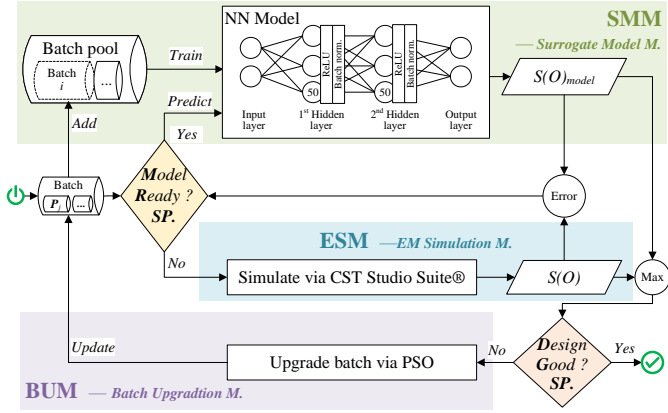 NN Model
SMM
— Surrogate Model M.
Batch pool
Batch
i
...
Train
Predict
ReLU
Batch norm.
ReLU
Batch norm.
50
50
Input
layer
1st Hidden
layer
2nd Hidden
layer
Output
layer
S(O)model
Add
Yes
Batch
Pj
...
Model
Ready ?
SP.
Error
ESM —EM Simulation M.
No
Simulate via CST Studio Suite®
S(O)
Max
Update
Upgrade batch via PSO
No
Design
Good ?
SP.
Yes
BUM — Batch Upgradtion M.